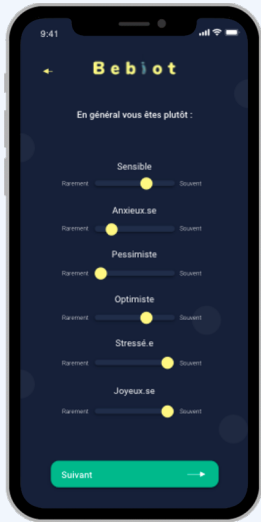 9:41
Bebiot
En général vous êtes plutôt :
Sensible
Rarement Souvent
Anxieux.se
Rarement Souvent
Pessimiste
Rarement Souvent
Optimiste
Rarement Souvent
Stressé.e
Rarement Souvent
Joyeux.se
Rarement Souvent
Suivant